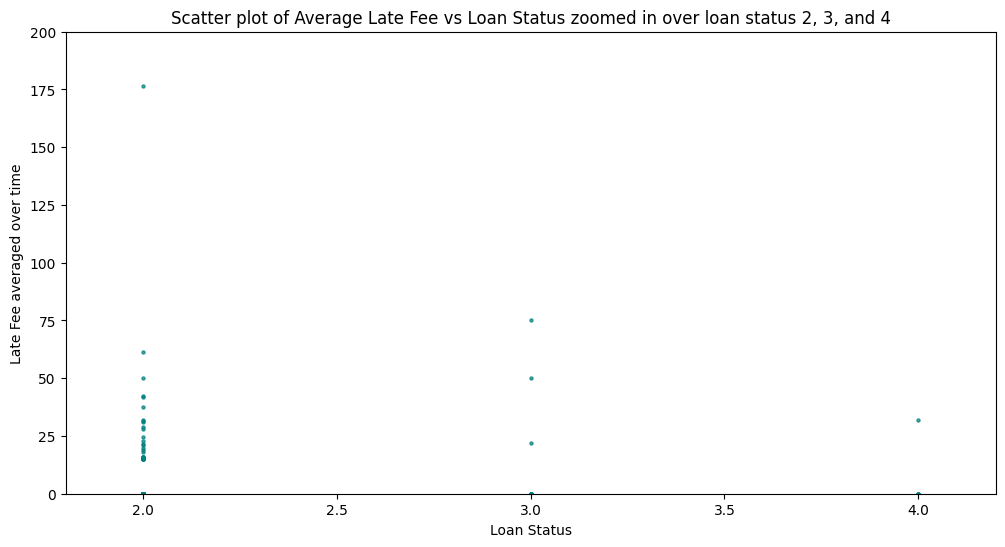 Scatter plot of Average Late Fee vs Loan Status zoomed in over loan status 2, 3, and 4
200
175
150
125
100
75
50
25
0
Late Fee averaged over time
2.0 2.5 3.0 3.5 4.0
Loan Status